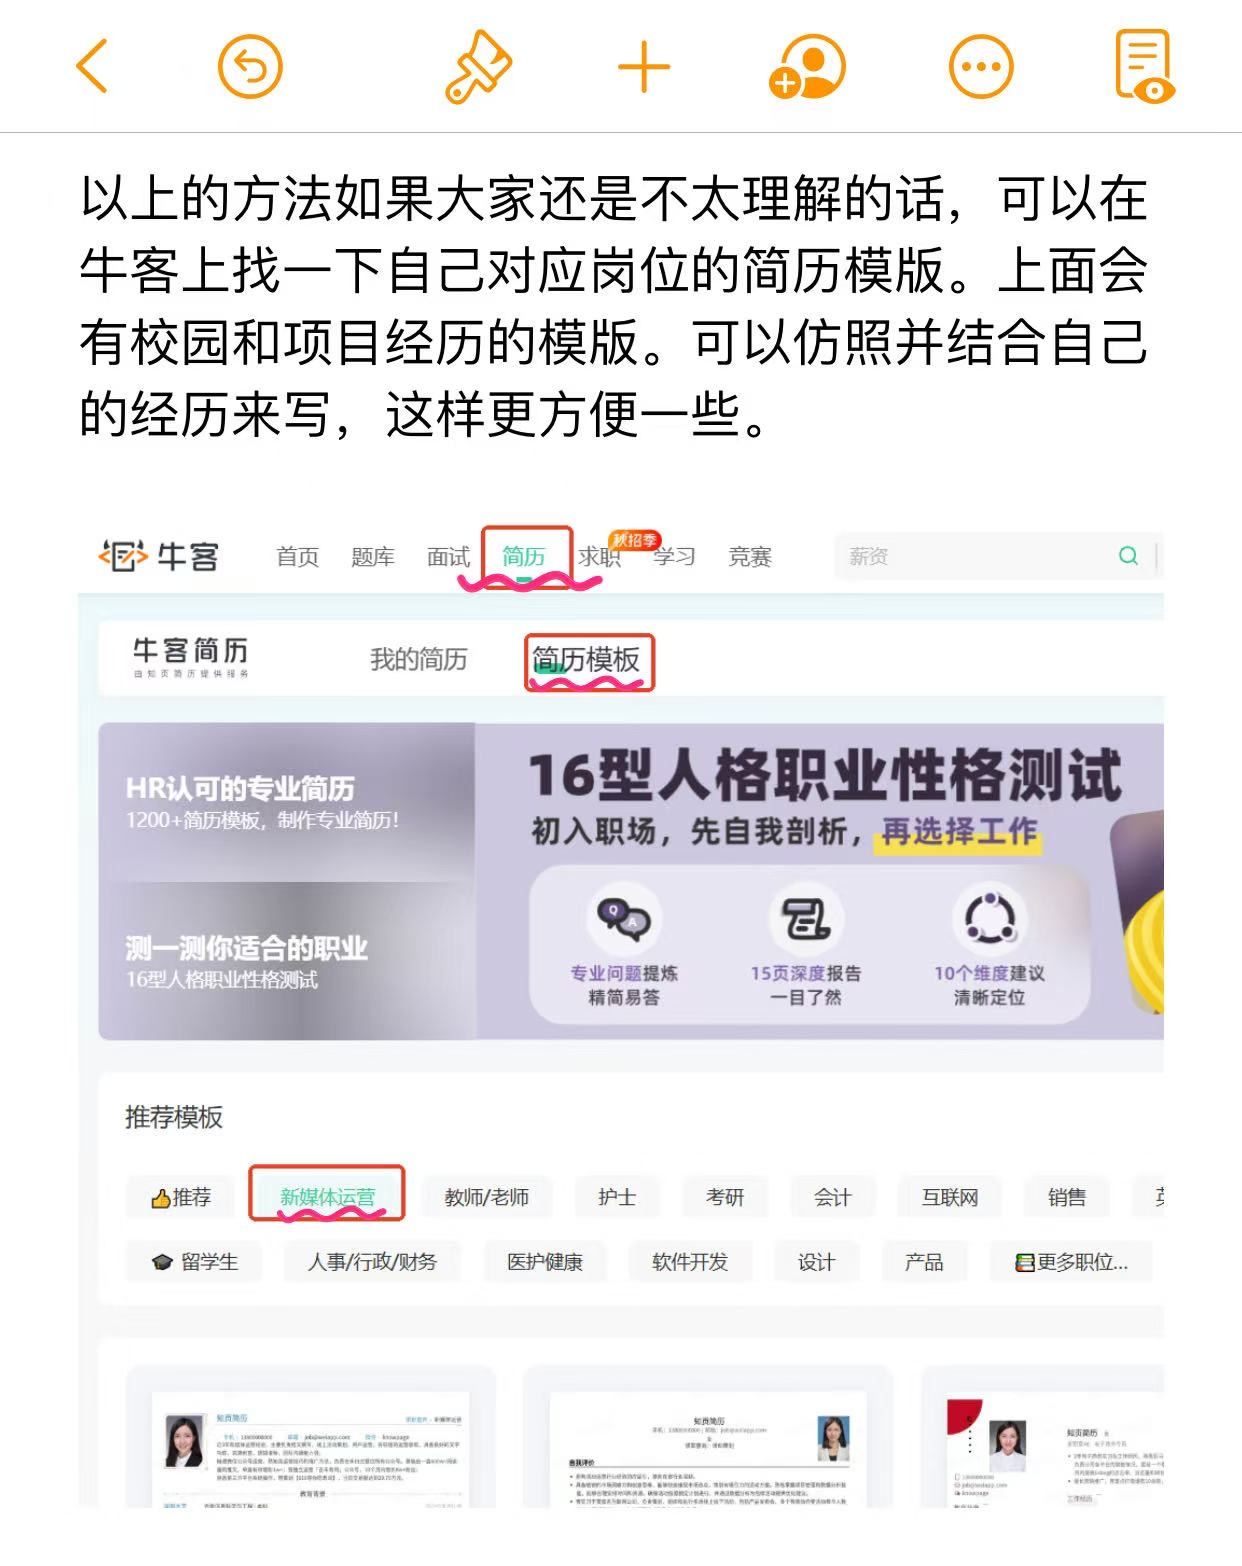 以上的方法如果大家还是不太理解的话，可以在
牛客上找一下自己对应岗位的简历模版。上面会
有校园和项目经历的模版。可以仿照并结合自己
的经历来写，这样更方便一些。
牛客 首页 题库 面试 简历 求职 秋招季 学习 竞赛 薪资
牛客简历 我的简历 简历模板
由知页简历提供服务
HR认可的专业简历
1200+简历模板，制作专业简历！
测一测你适合的职业
16型人格职业性格测试
16型人格职业性格测试
初入职场，先自我剖析，再选择工作
Q A
专业问题提炼 15页深度报告 10个维度建议
精简易答 一目了然 清晰定位
推荐模板
👍推荐 新媒体运营 教师/老师 护士 考研 会计 互联网 销售
🎓 留学生 人事/行政/财务 医护健康 软件开发 设计 产品 更多职位...
知页简历
知页简历
自我评价
教育背景
知页简历
工作经历